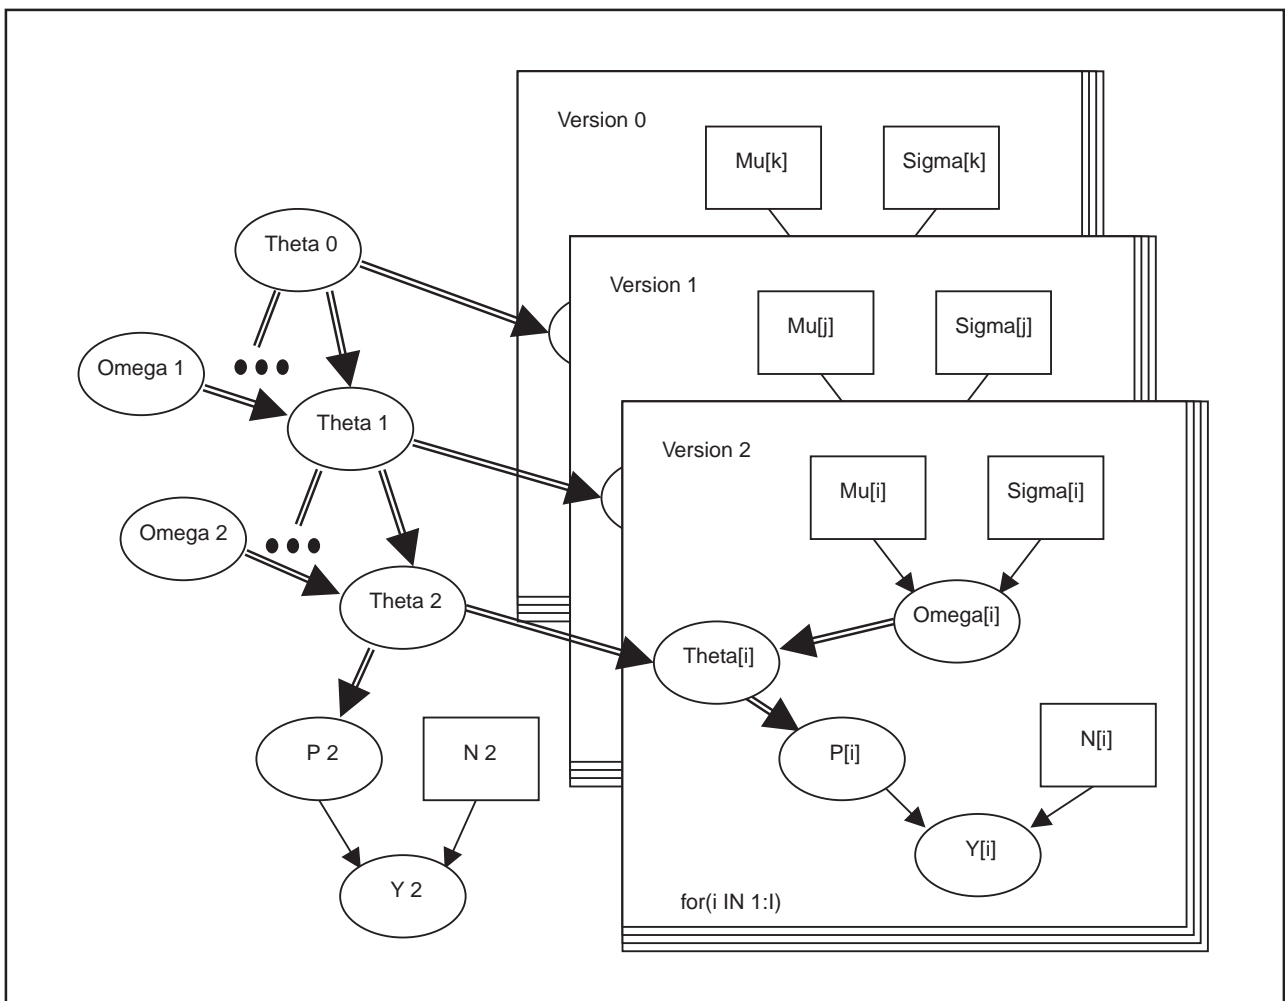 Version 0
Mu[k]
Sigma[k]
Theta 0
Version 1
Mu[j]
Sigma[j]
Omega 1
Theta 1
Version 2
Mu[i]
Sigma[i]
Omega 2
Theta 2
Omega[i]
Theta[i]
P 2
N 2
P[i]
N[i]
Y 2
Y[i]
for(i IN 1:I)